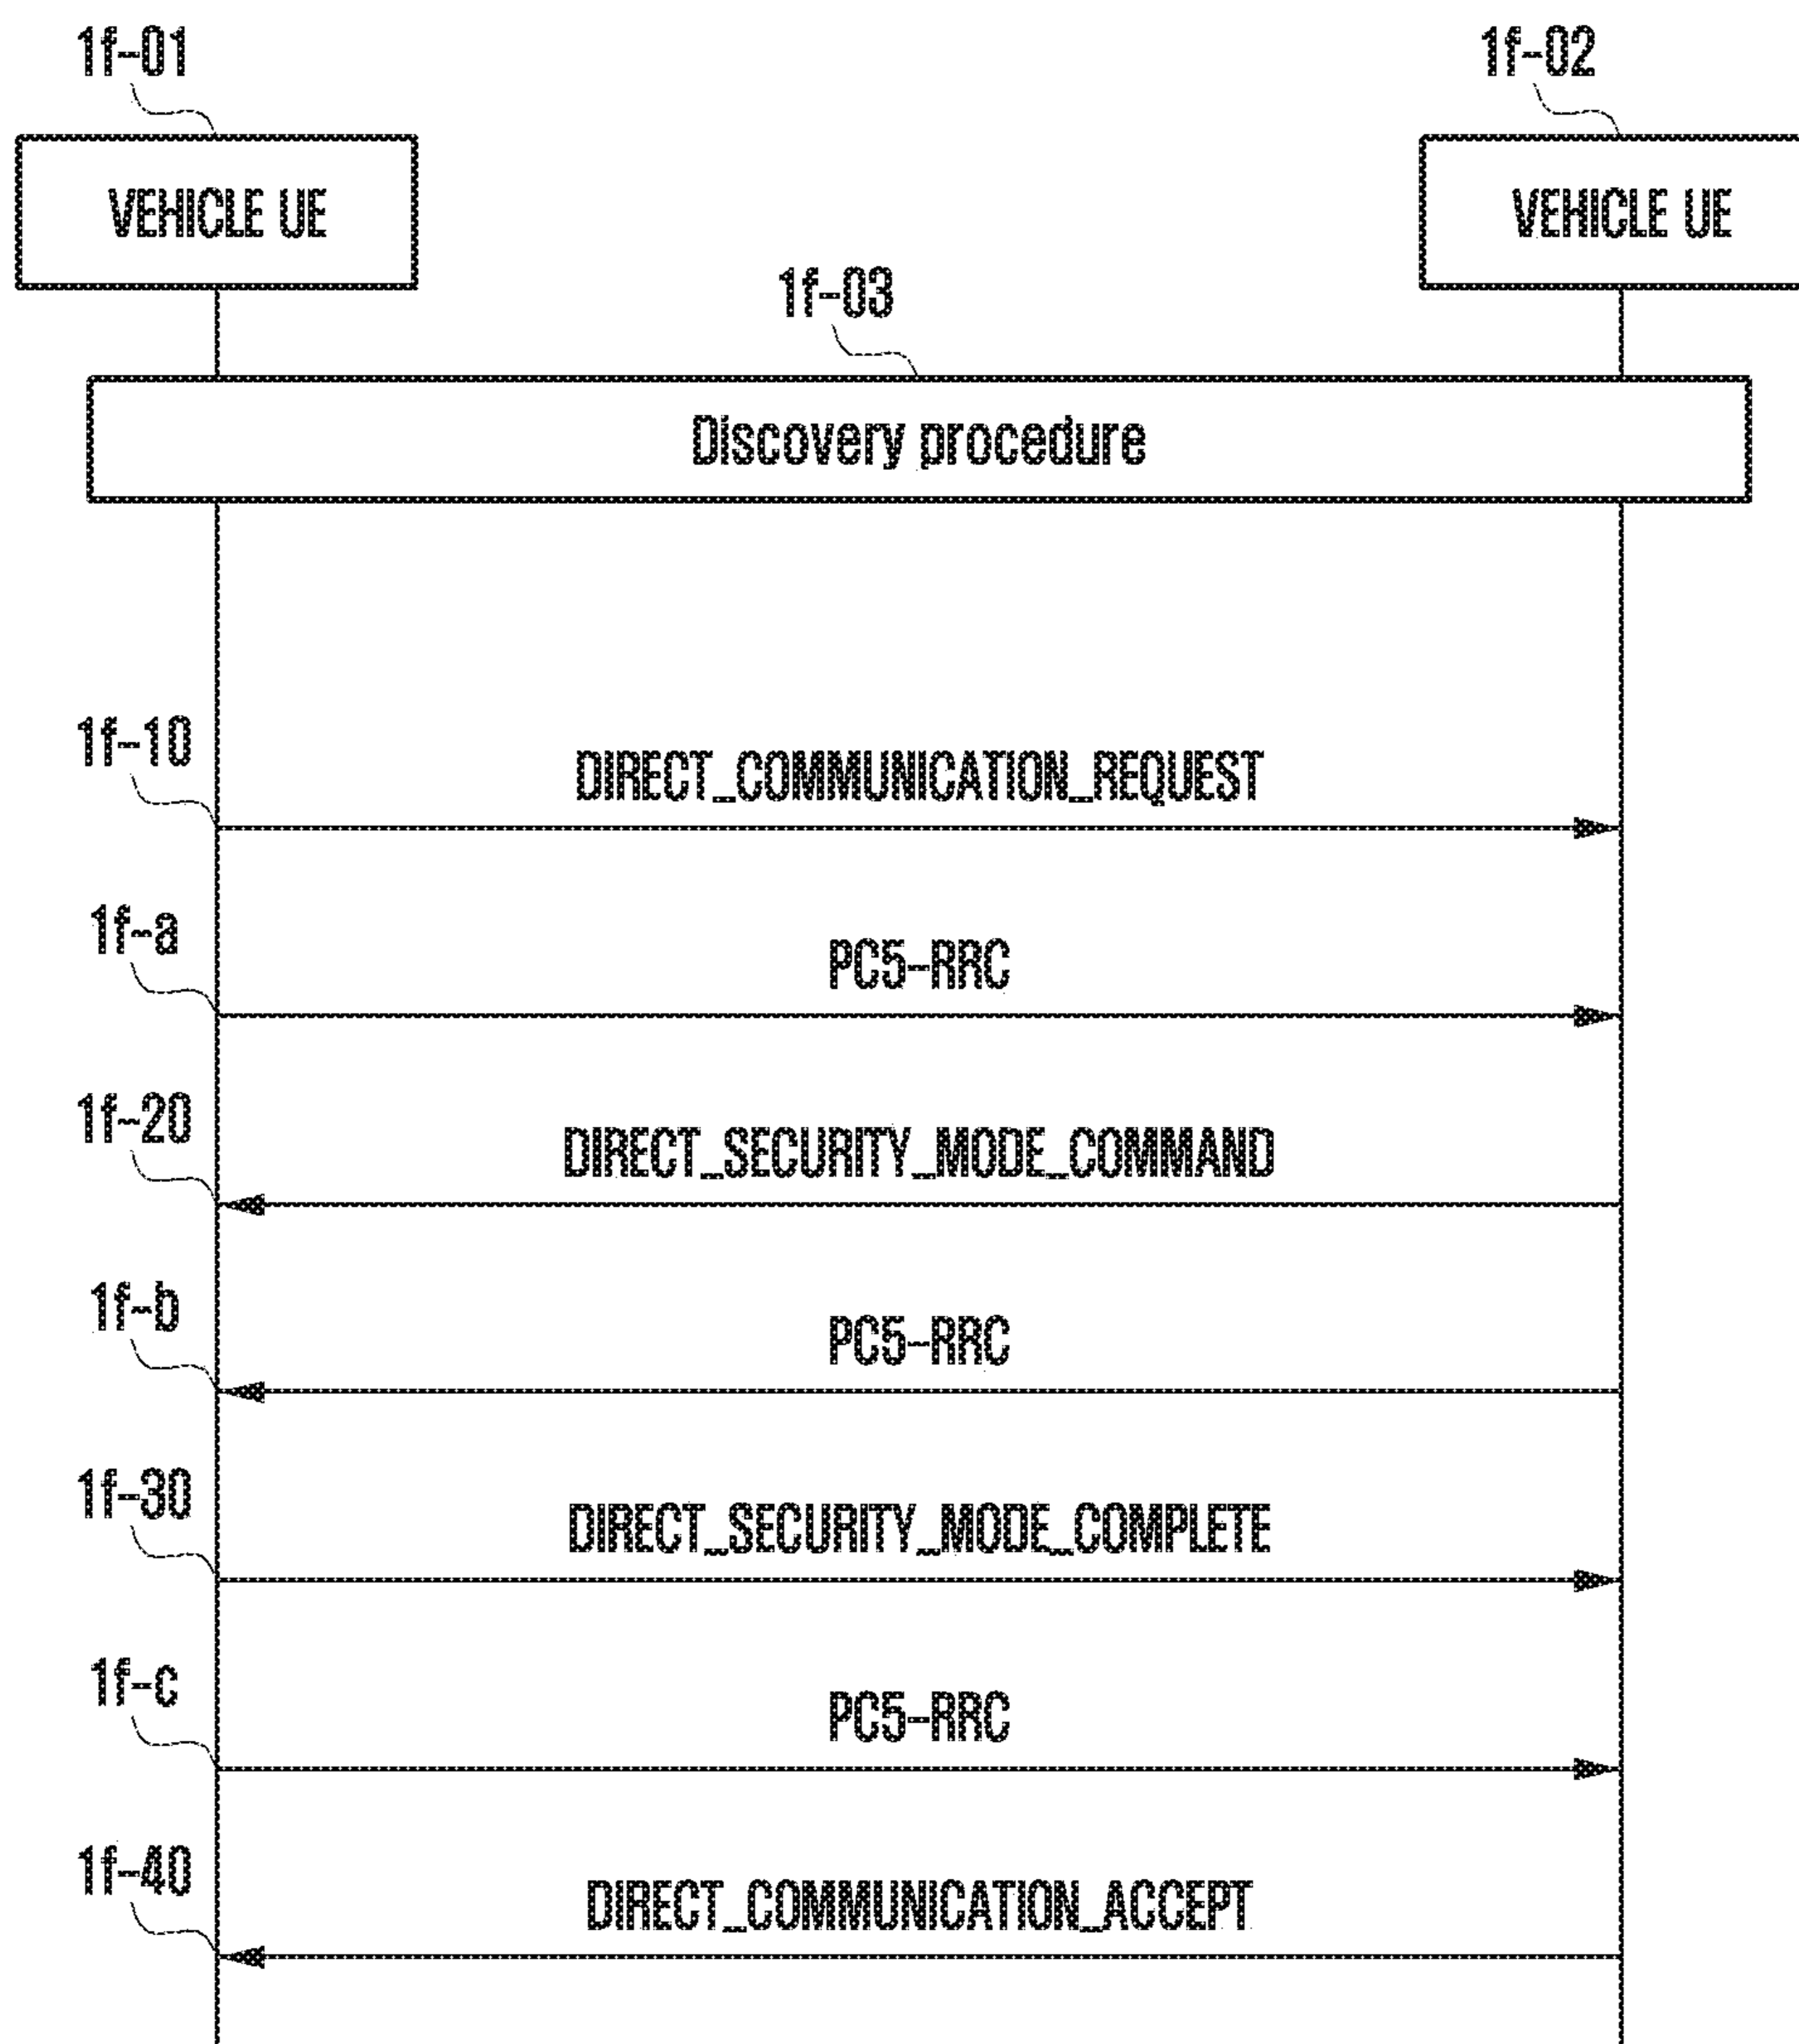 1f-01
1f-02
VEHICLE UE
VEHICLE UE
1f-03
Discovery procedure
1f-10
DIRECT_COMMUNICATION_REQUEST
1f-a
PC5-RRC
1f-20
DIRECT_SECURITY_MODE_COMMAND
1f-b
PC5-RRC
1f-30
DIRECT_SECURITY_MODE_COMPLETE
1f-c
PC5-RRC
1f-40
DIRECT_COMMUNICATION_ACCEPT